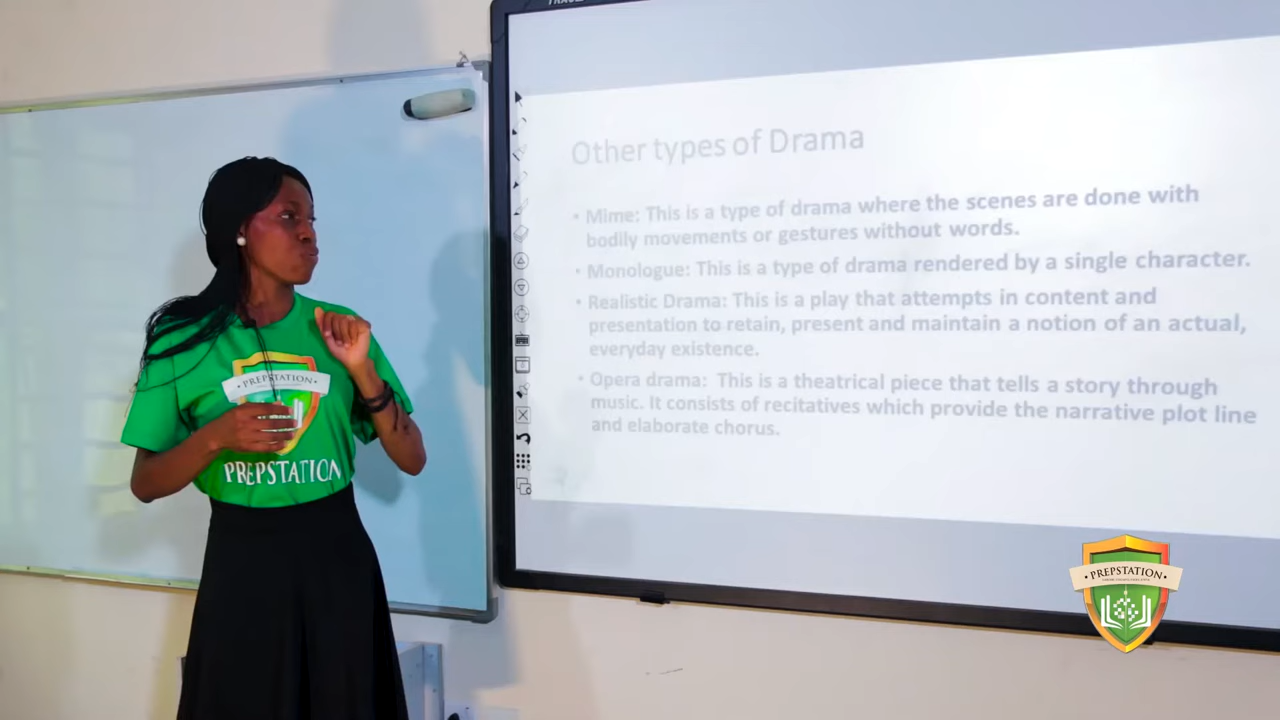 Other types of Drama
• Mime: This is a type of drama where the scenes are done with
bodily movements or gestures without words.
• Monologue: This is a type of drama rendered by a single character.
• Realistic Drama: This is a play that attempts in content and
presentation to retain, present and maintain a notion of an actual,
everyday existence.
• Opera drama: This is a theatrical piece that tells a story through
music. It consists of recitatives which provide the narrative plot line
and elaborate chorus.
• PREPSTATION •
PREPSTATION
• PREPSTATION •